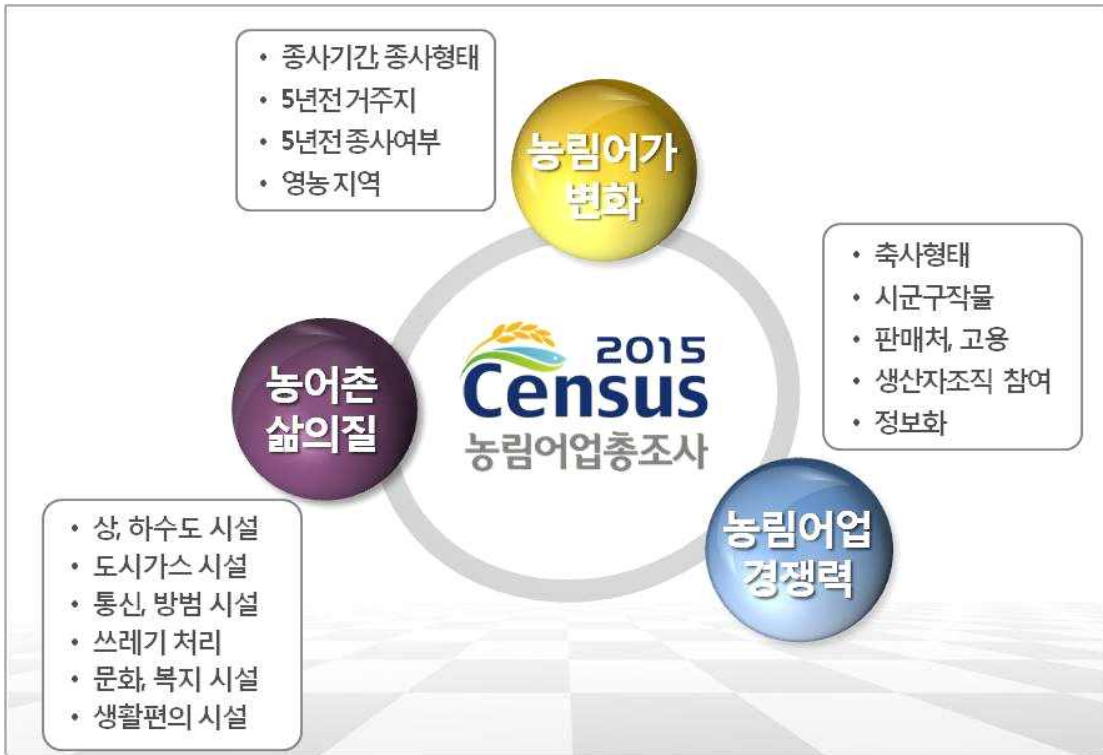 • 종사기간, 종사형태
• 5년전 거주지
• 5년전 종사여부
• 영농 지역
농림어가
변화
• 축사형태
• 시군구작물
• 판매처, 고용
• 생산자조직 참여
• 정보화
2015
Census
농림어업총조사
농어촌
삶의질
농림어업
경쟁력
• 상, 하수도 시설
• 도시가스 시설
• 통신, 방범 시설
• 쓰레기 처리
• 문화, 복지 시설
• 생활편의 시설